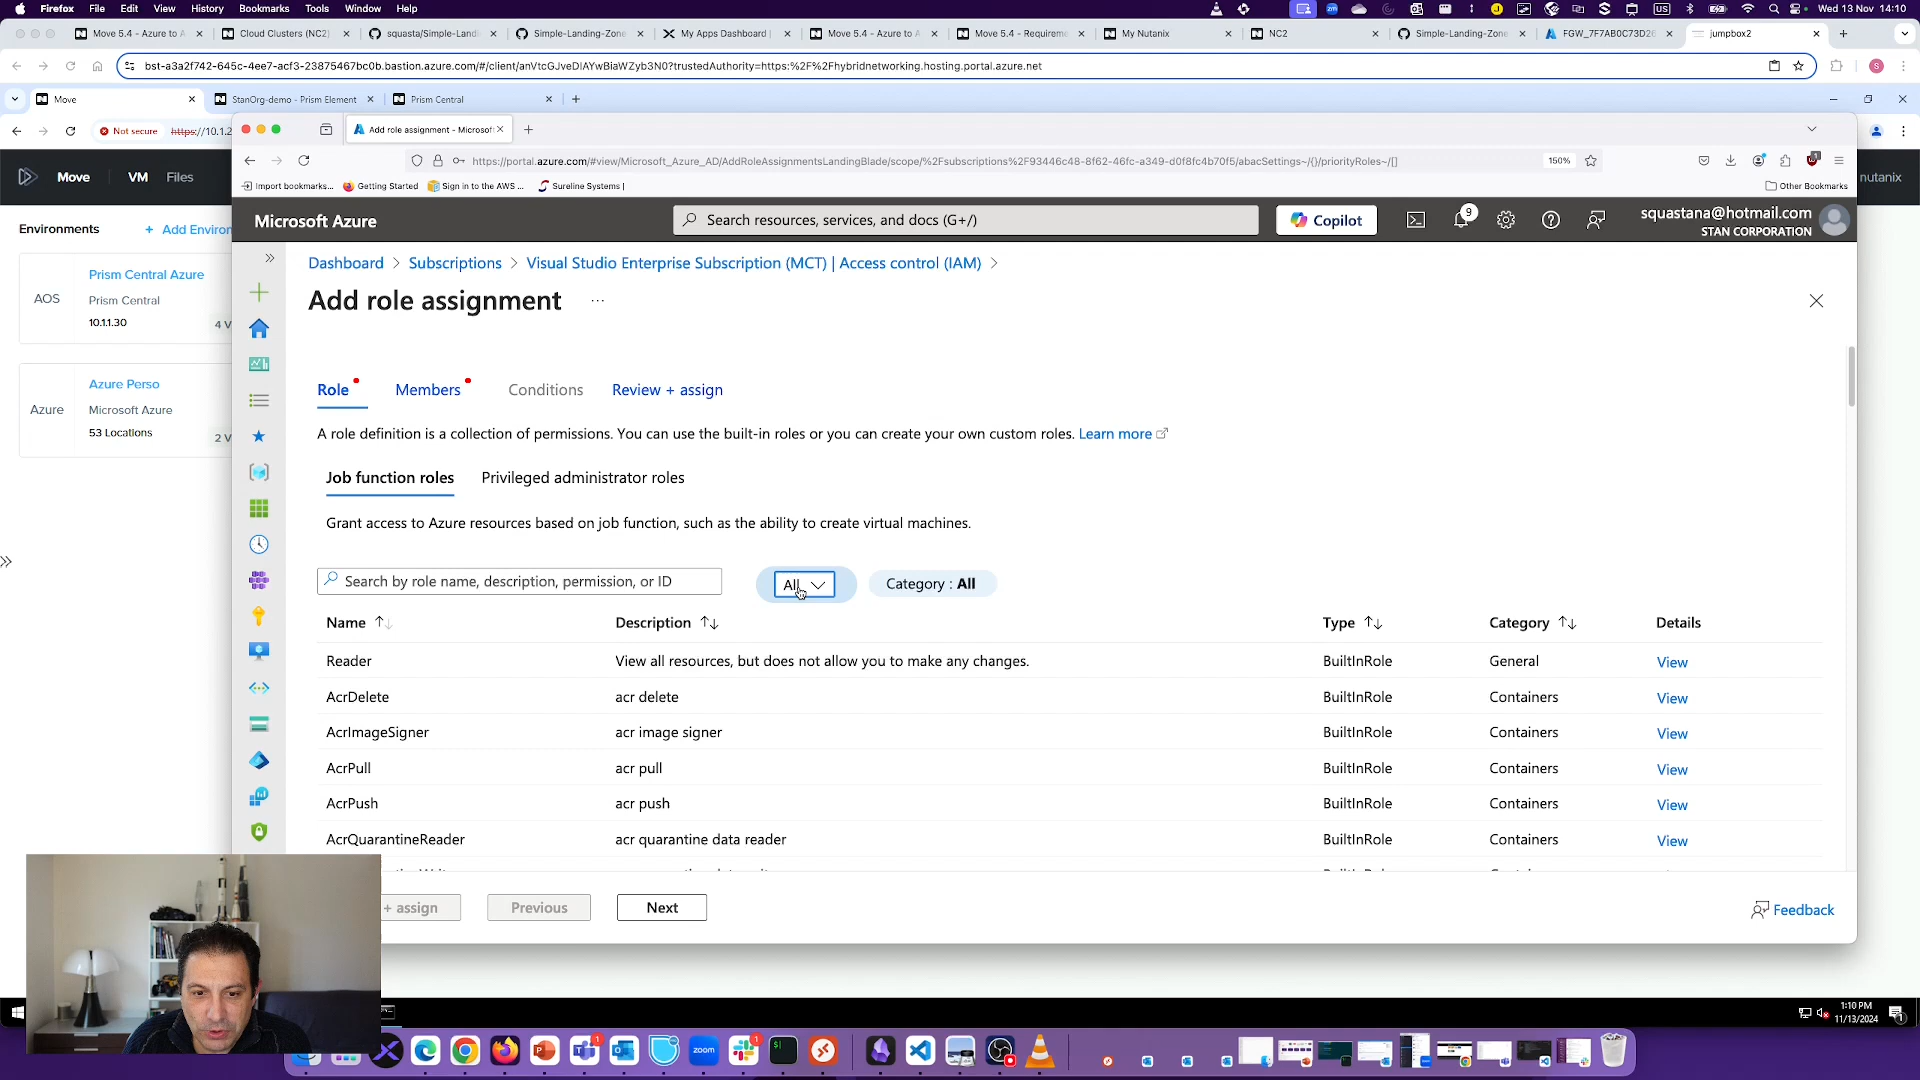 Firefox File Edit View History Bookmarks Tools Window Help
US Wed 13 Nov 14:10
Move 5.4 - Azure to A
Cloud Clusters (NC2)
squasta/Simple-Landi
Simple-Landing-Zone
My Apps Dashboard |
Move 5.4 - Azure to A
Move 5.4 - Requireme
My Nutanix
NC2
Simple-Landing-Zone
FGW_7F7AB0C73D26
jumpbox2
bst-a3a2f742-645c-4ee7-acf3-23875467bc0b.bastion.azure.com/#/client/anVtcGJveDIAYwBiaWZyb3N0?trustedAuthority=https:%2F%2Fhybridnetworking.hosting.portal.azure.net
S
Move
StanOrg-demo - Prism Element
Prism Central
Not secure https://10.1.2
Add role assignment - Microsoft
https://portal.azure.com/#view/Microsoft_Azure_AD/AddRoleAssignmentsLandingBlade/scope/%2Fsubscriptions%2F93446c48-8f62-46fc-a349-d0f8fc4b70f5/abacSettings~/{}/priorityRoles~/[]
150%
Import bookmarks...
Getting Started
Sign in to the AWS ...
Sureline Systems |
Other Bookmarks
Move VM Files
nutanix
Microsoft Azure
Search resources, services, and docs (G+/)
Copilot
9
squastana@hotmail.com
STAN CORPORATION
Environments
+ Add Environ
AOS
Prism Central Azure
Prism Central
10.1.1.30
4 V
Azure
Azure Perso
Microsoft Azure
53 Locations
2 V
Dashboard > Subscriptions > Visual Studio Enterprise Subscription (MCT) | Access control (IAM) >
Add role assignment ...
Role Members Conditions Review + assign
A role definition is a collection of permissions. You can use the built-in roles or you can create your own custom roles. Learn more
Job function roles Privileged administrator roles
Grant access to Azure resources based on job function, such as the ability to create virtual machines.
Search by role name, description, permission, or ID
All
Category : All
Name Description Type Category Details
Reader View all resources, but does not allow you to make any changes. BuiltInRole General View
AcrDelete acr delete BuiltInRole Containers View
AcrImageSigner acr image signer BuiltInRole Containers View
AcrPull acr pull BuiltInRole Containers View
AcrPush acr push BuiltInRole Containers View
AcrQuarantineReader acr quarantine data reader BuiltInRole Containers View
+ assign
Previous
Next
Feedback
1:10 PM
11/13/2024
zoom